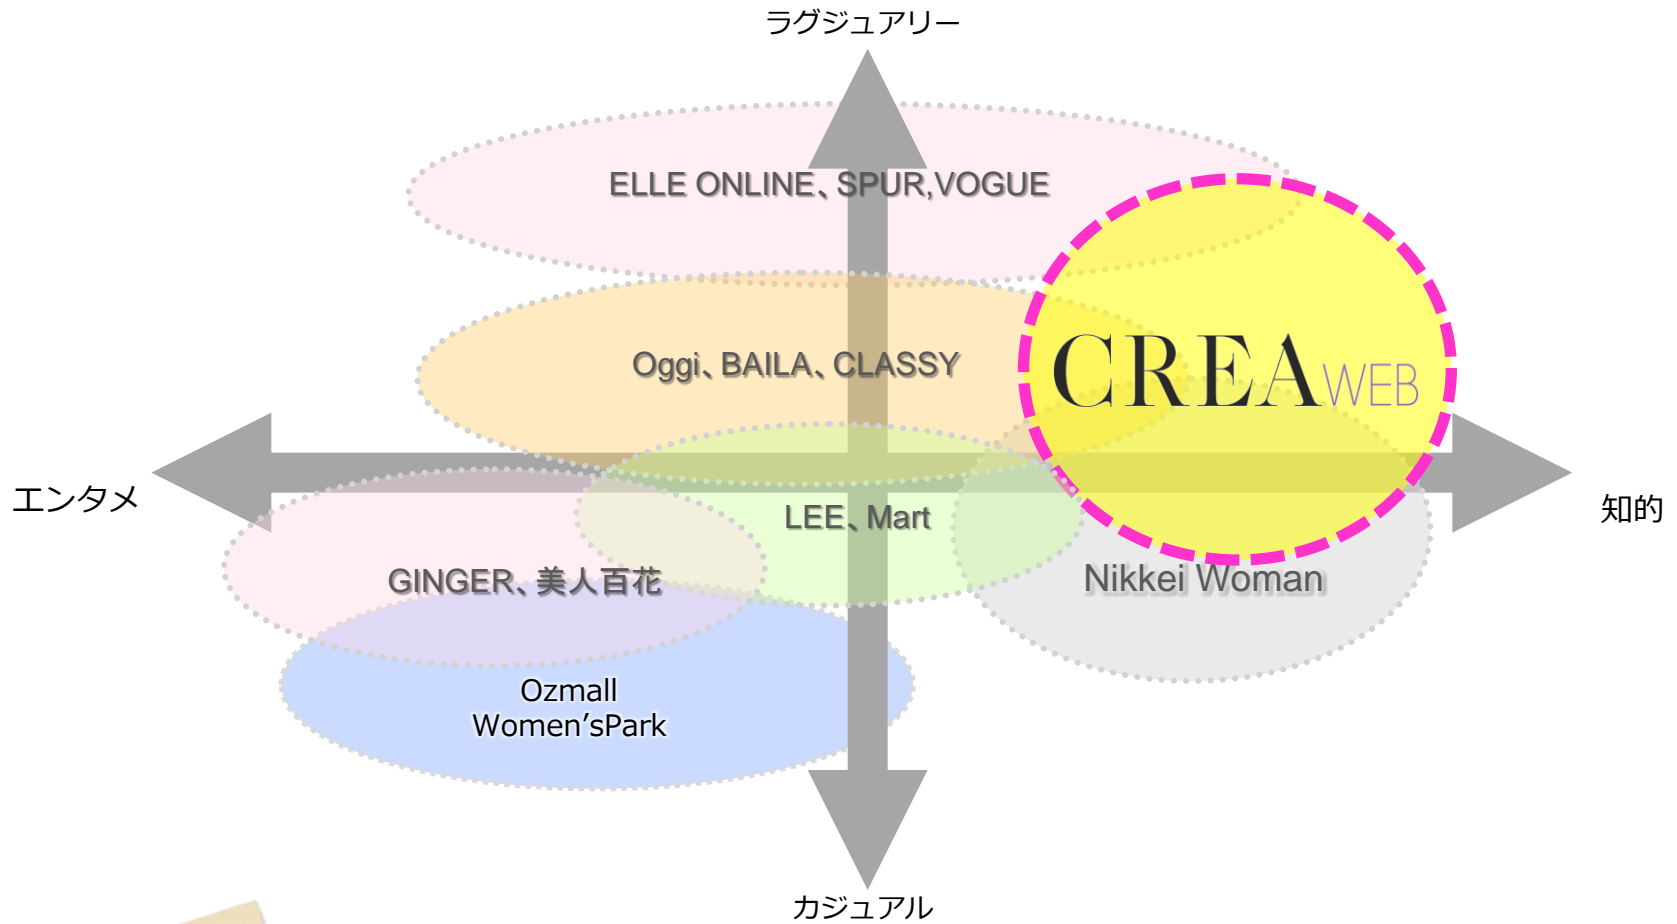 ラグジュアリー
ELLE ONLINE、SPUR,VOGUE
Oggi、BAILA、CLASSY
CREA WEB
エンタメ
知的
LEE、Mart
GINGER、美人百花
Nikkei Woman
Ozmall
Women’sPark
カジュアル